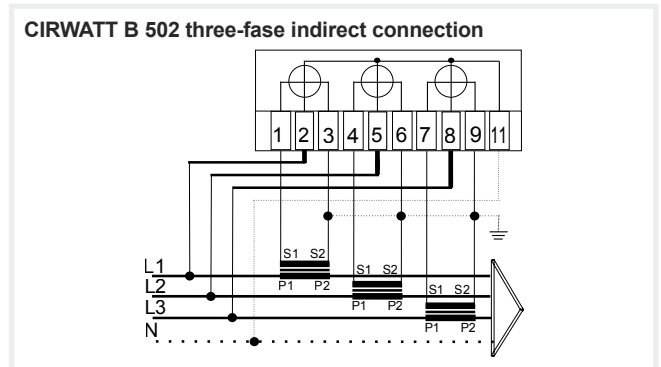 CIRWATT B 502 three-fase indirect connection
1 2 3 4 5 6 7 8 9 11
S1 S2
L1
P1 P2
S1 S2
L2
P1 P2
S1 S2
L3
P1 P2
N